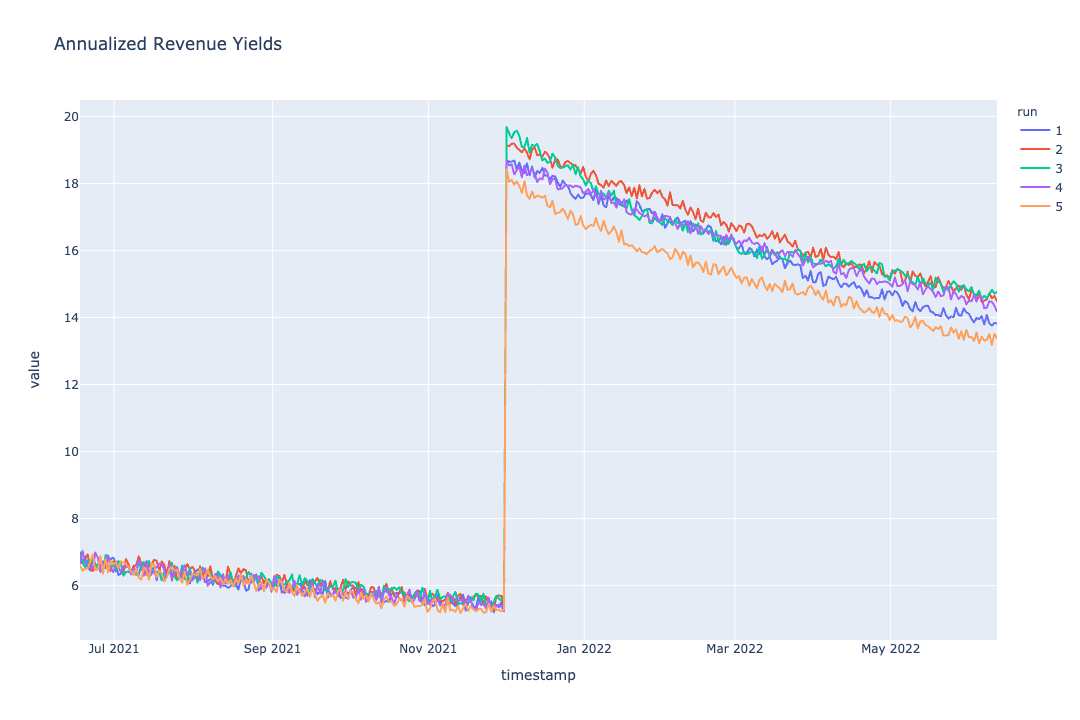 Annualized Revenue Yields
run
1
2
3
4
5
20
18
16
14
12
10
8
6
value
Jul 2021
Sep 2021
Nov 2021
Jan 2022
Mar 2022
May 2022
timestamp